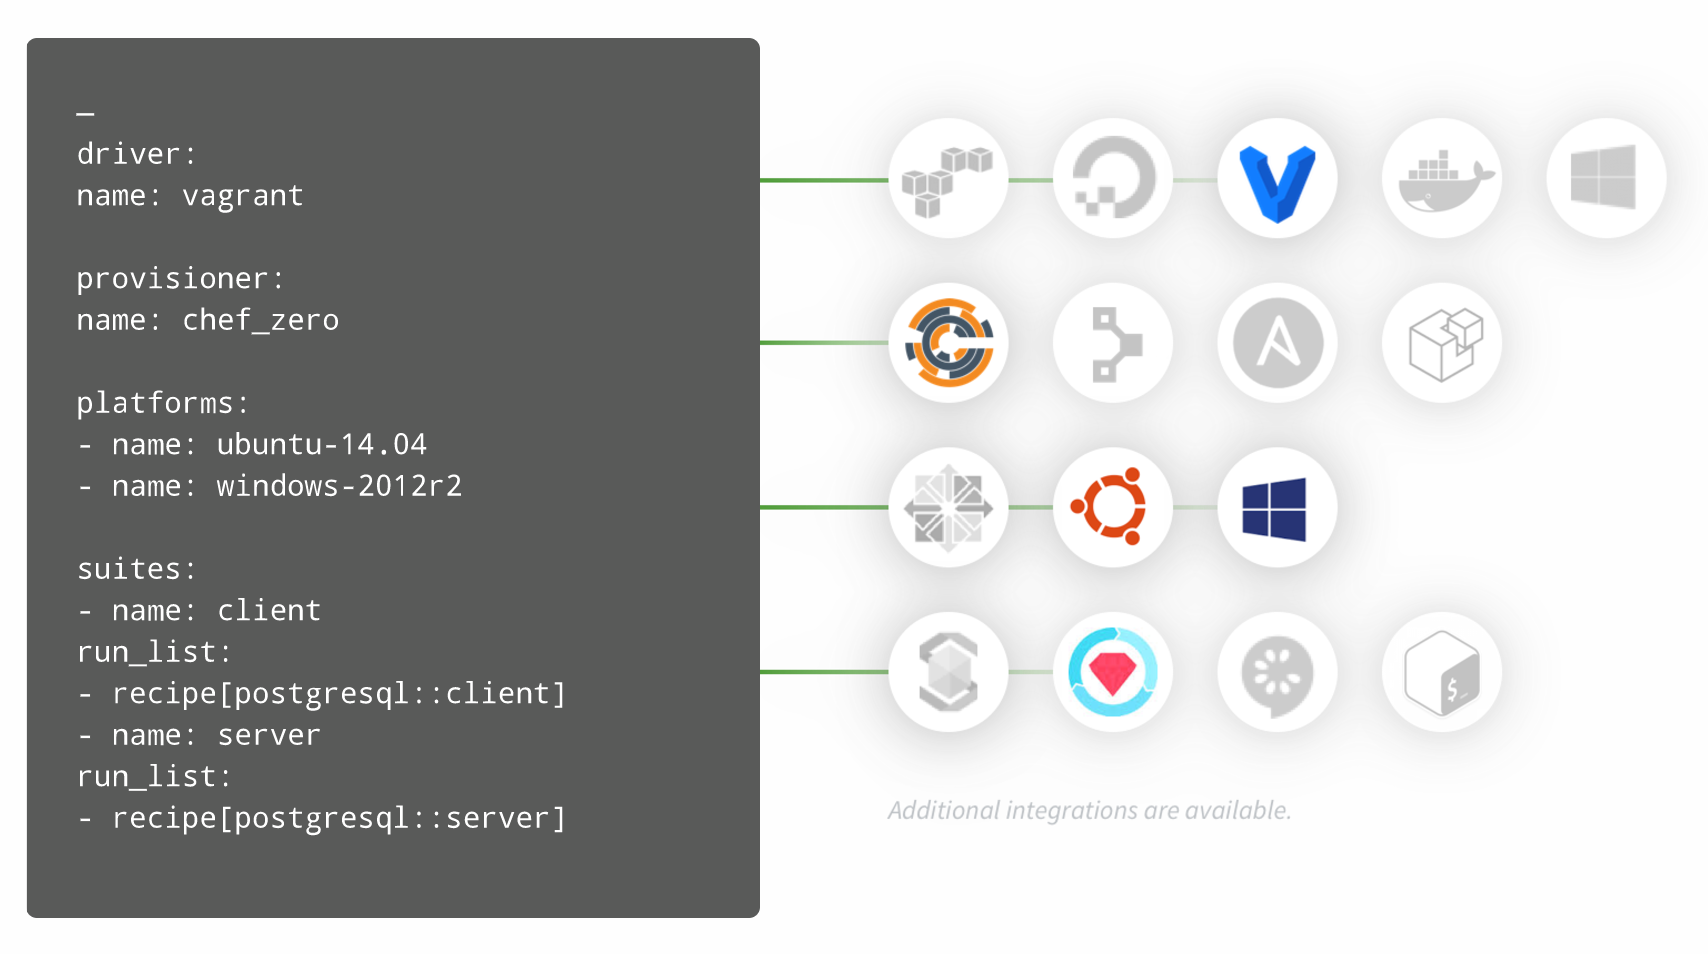 —
driver:
name: vagrant
provisioner:
name: chef_zero
platforms:
- name: ubuntu-14.04
- name: windows-2012r2
suites:
- name: client
run_list:
- recipe[postgresql::client]
- name: server
run_list:
- recipe[postgresql::server]
$_
Additional integrations are available.